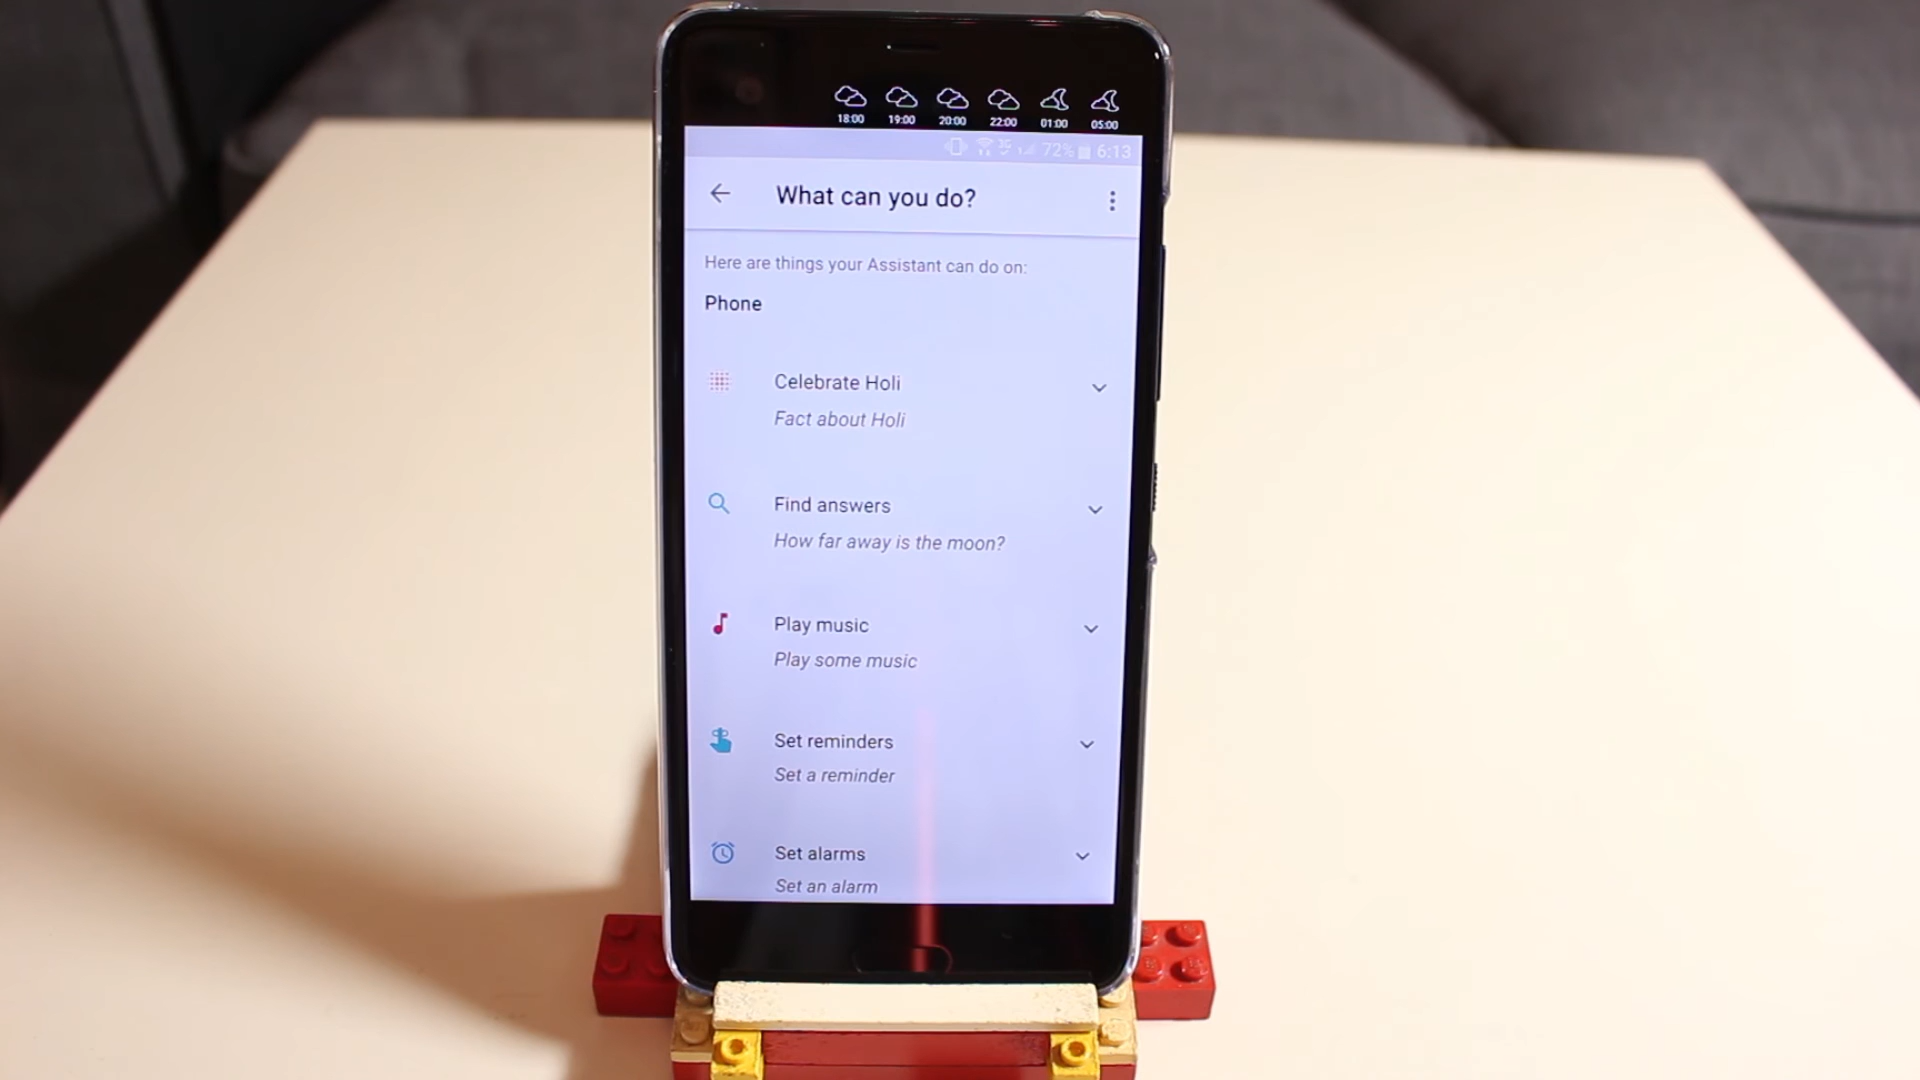 18:00 19:00 20:00 22:00 01:00 05:00
3G 72% 6:13
What can you do?
Here are things your Assistant can do on:
Phone
Celebrate Holi
Fact about Holi
Find answers
How far away is the moon?
Play music
Play some music
Set reminders
Set a reminder
Set alarms
Set an alarm